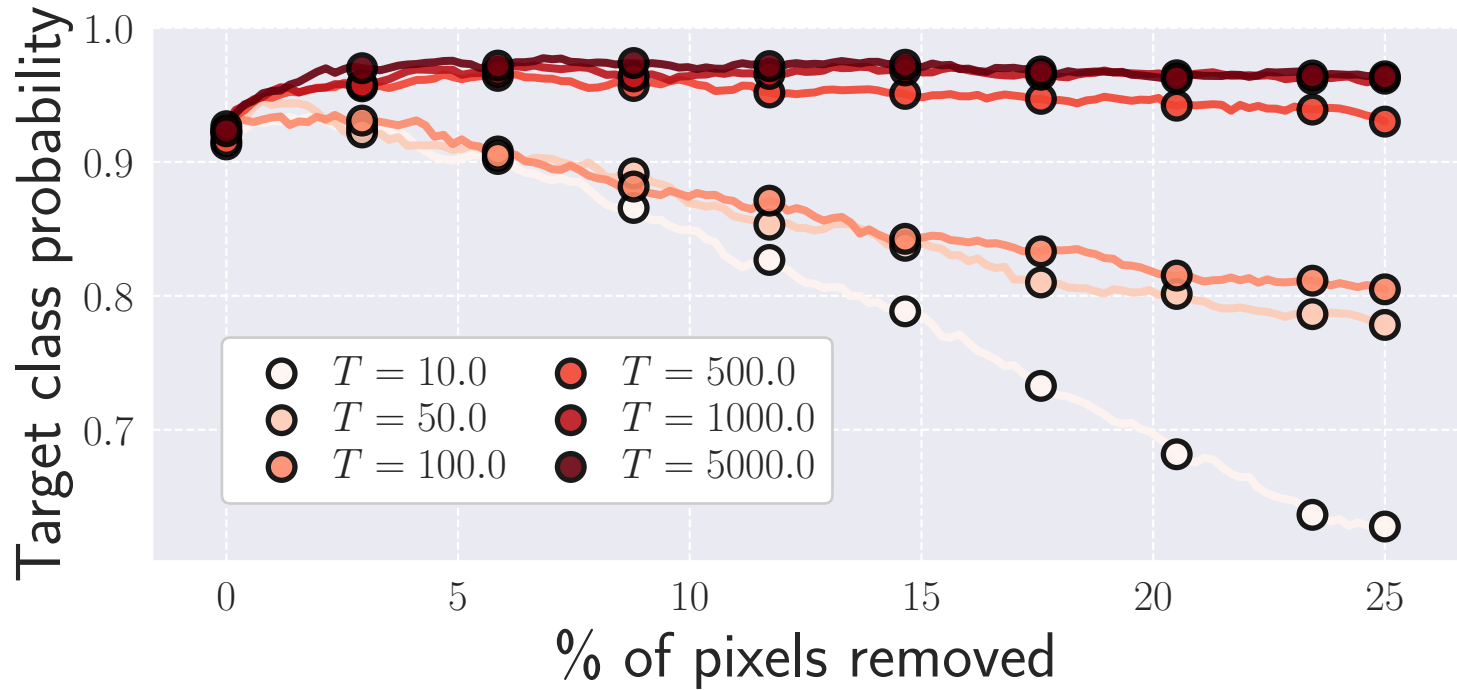 Target class probability
1.0
0.9
0.8
0.7
T = 10.0
T = 50.0
T = 100.0
T = 500.0
T = 1000.0
T = 5000.0
0 5 10 15 20 25
% of pixels removed